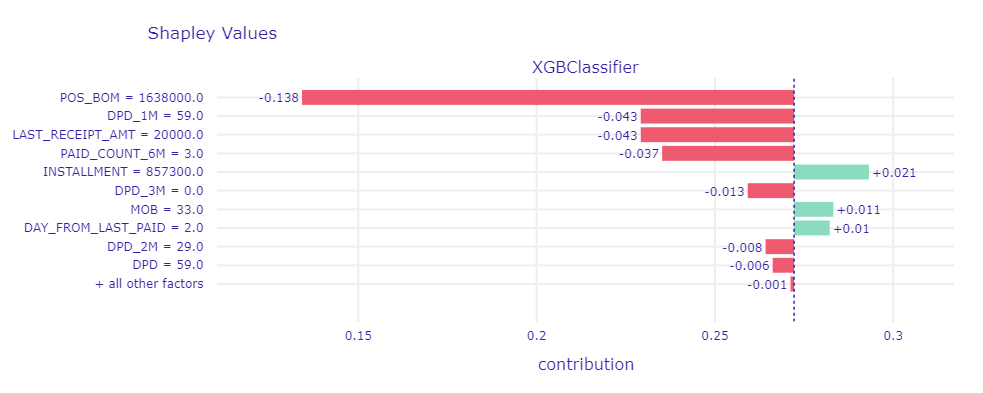 Shapley Values
XGBClassifier
POS_BOM = 1638000.0
-0.138
DPD_1M = 59.0
-0.043
LAST_RECEIPT_AMT = 20000.0
-0.043
PAID_COUNT_6M = 3.0
-0.037
INSTALLMENT = 857300.0
+0.021
DPD_3M = 0.0
-0.013
MOB = 33.0
+0.011
DAY_FROM_LAST_PAID = 2.0
+0.01
DPD_2M = 29.0
-0.008
DPD = 59.0
-0.006
+ all other factors
-0.001
0.15 0.2 0.25 0.3
contribution